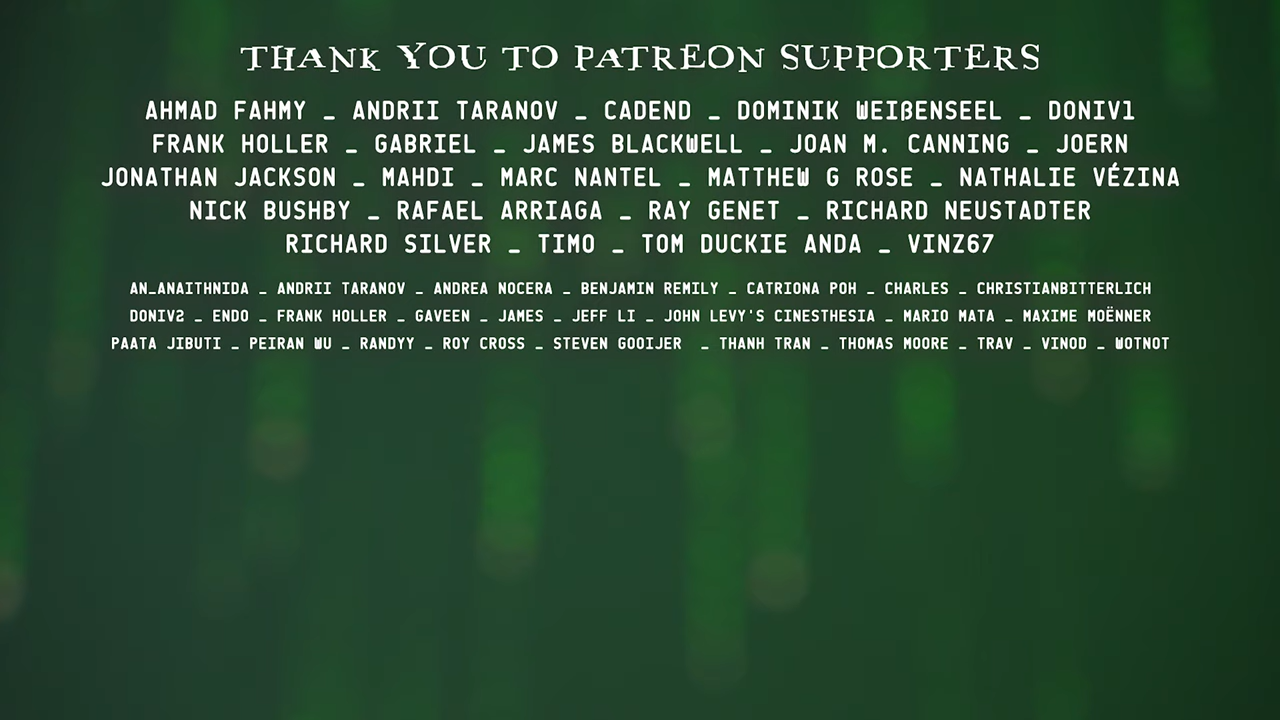 THANK YOU TO PATREON SUPPORTERS
AHMAD FAHMY _ ANDRII TARANOV _ CADEND _ DOMINIK WEIßENSEEL _ DONIV1
FRANK HOLLER _ GABRIEL _ JAMES BLACKWELL _ JOAN M. CANNING _ JOERN
JONATHAN JACKSON _ MAHDI _ MARC NANTEL _ MATTHEW G ROSE _ NATHALIE VÉZINA
NICK BUSHBY _ RAFAEL ARRIAGA _ RAY GENET _ RICHARD NEUSTADTER
RICHARD SILVER _ TIMO _ TOM DUCKIE ANDA _ VINZ67
AN_ANAITHNIDA _ ANDRII TARANOV _ ANDREA NOCERA _ BENJAMIN REMILY _ CATRIONA POH _ CHARLES _ CHRISTIANBITTERLICH
DONIV2 _ ENDO _ FRANK HOLLER _ GAVEEN _ JAMES _ JEFF LI _ JOHN LEVY'S CINESTHESIA _ MARIO MATA _ MAXIME MOËNNER
PAATA JIBUTI _ PEIRAN WU _ RANDYY _ ROY CROSS _ STEVEN GOOIJER _ THANH TRAN _ THOMAS MOORE _ TRAV _ VINOD _ WOTNOT